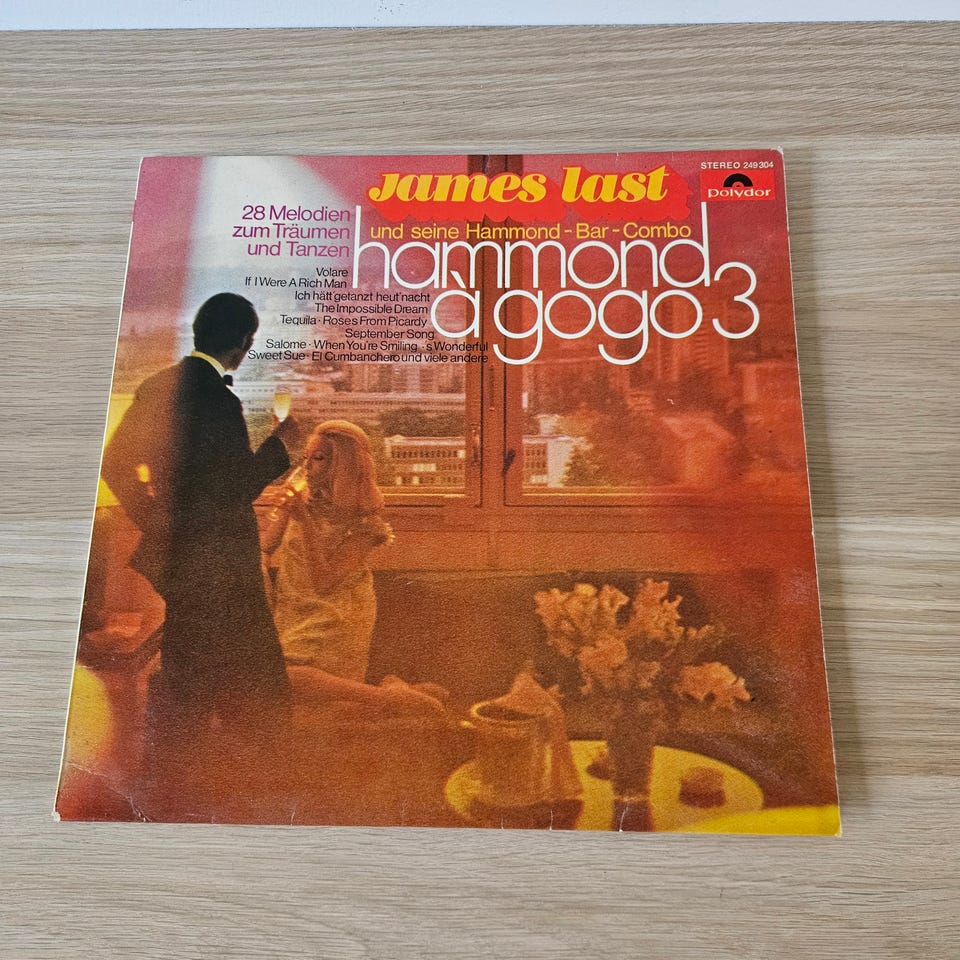 STEREO 249304
polydor
James last
und seine Hammond-Bar-Combo
hammond
à gogo 3
28 Melodien
zum Träumen
und Tanzen
Volare
If I Were A Rich Man
Ich hätt' getanzt heut' nacht
The Impossible Dream
Tequila · Roses From Picardy
September Song
Salome · When You're Smiling · s Wonderful
Sweet Sue · El Cumbanchero und viele andere